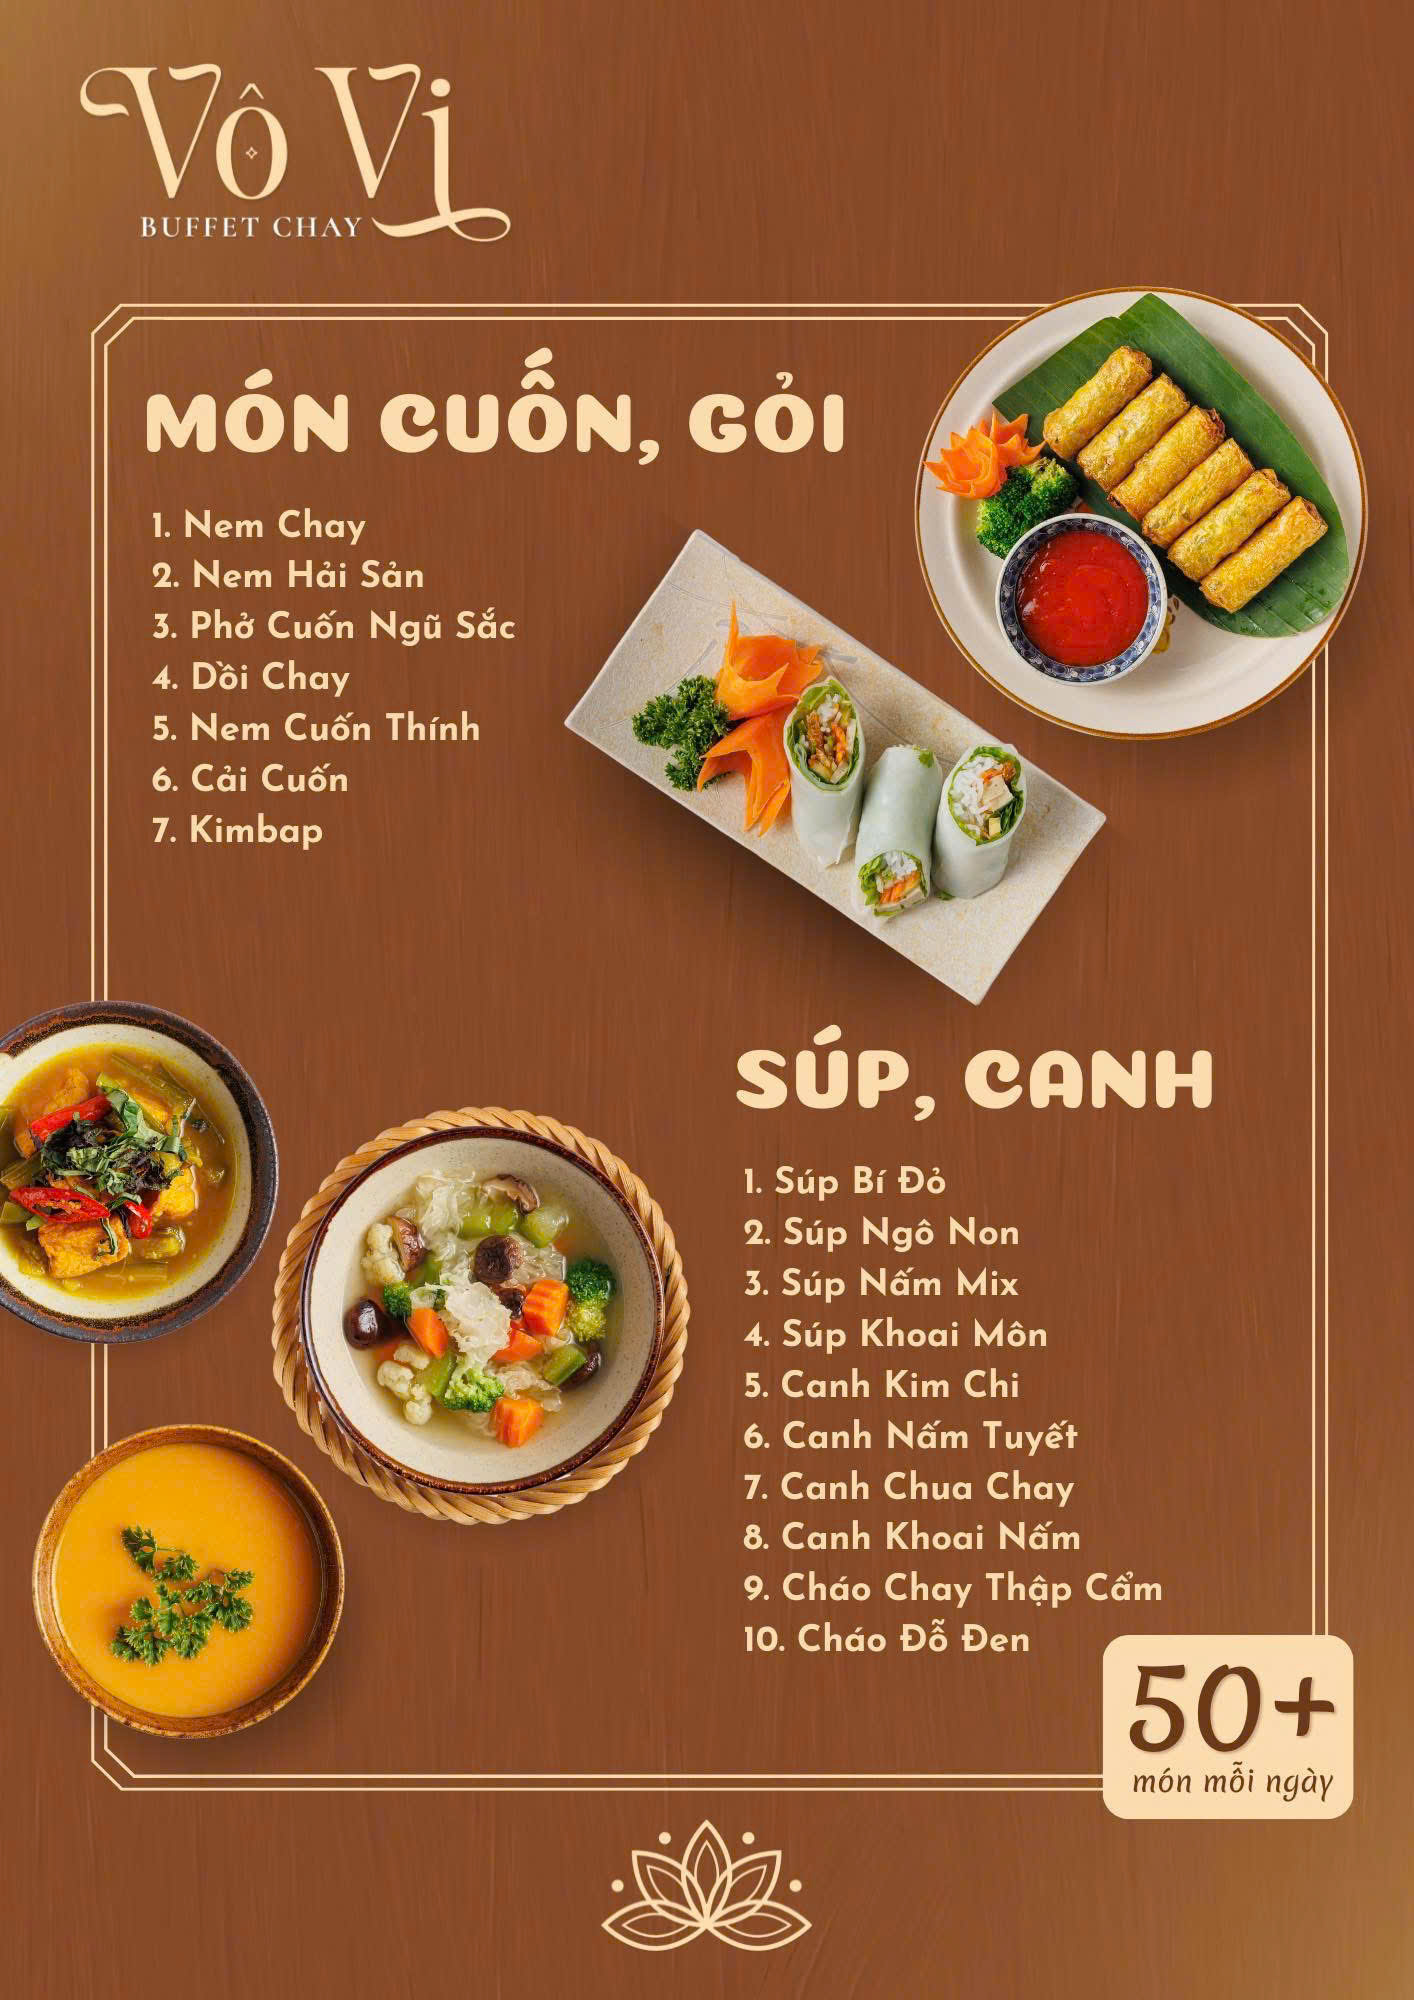 Vô Vị
BUFFET CHAY
MÓN CUỐN, GỎI
1. Nem Chay
2. Nem Hải Sản
3. Phở Cuốn Ngũ Sắc
4. Dồi Chay
5. Nem Cuốn Thính
6. Cải Cuốn
7. Kimbap
SÚP, CANH
1. Súp Bí Đỏ
2. Súp Ngô Non
3. Súp Nấm Mix
4. Súp Khoai Môn
5. Canh Kim Chi
6. Canh Nấm Tuyết
7. Canh Chua Chay
8. Canh Khoai Nấm
9. Cháo Chay Thập Cẩm
10. Cháo Đỗ Đen
50+
món mỗi ngày